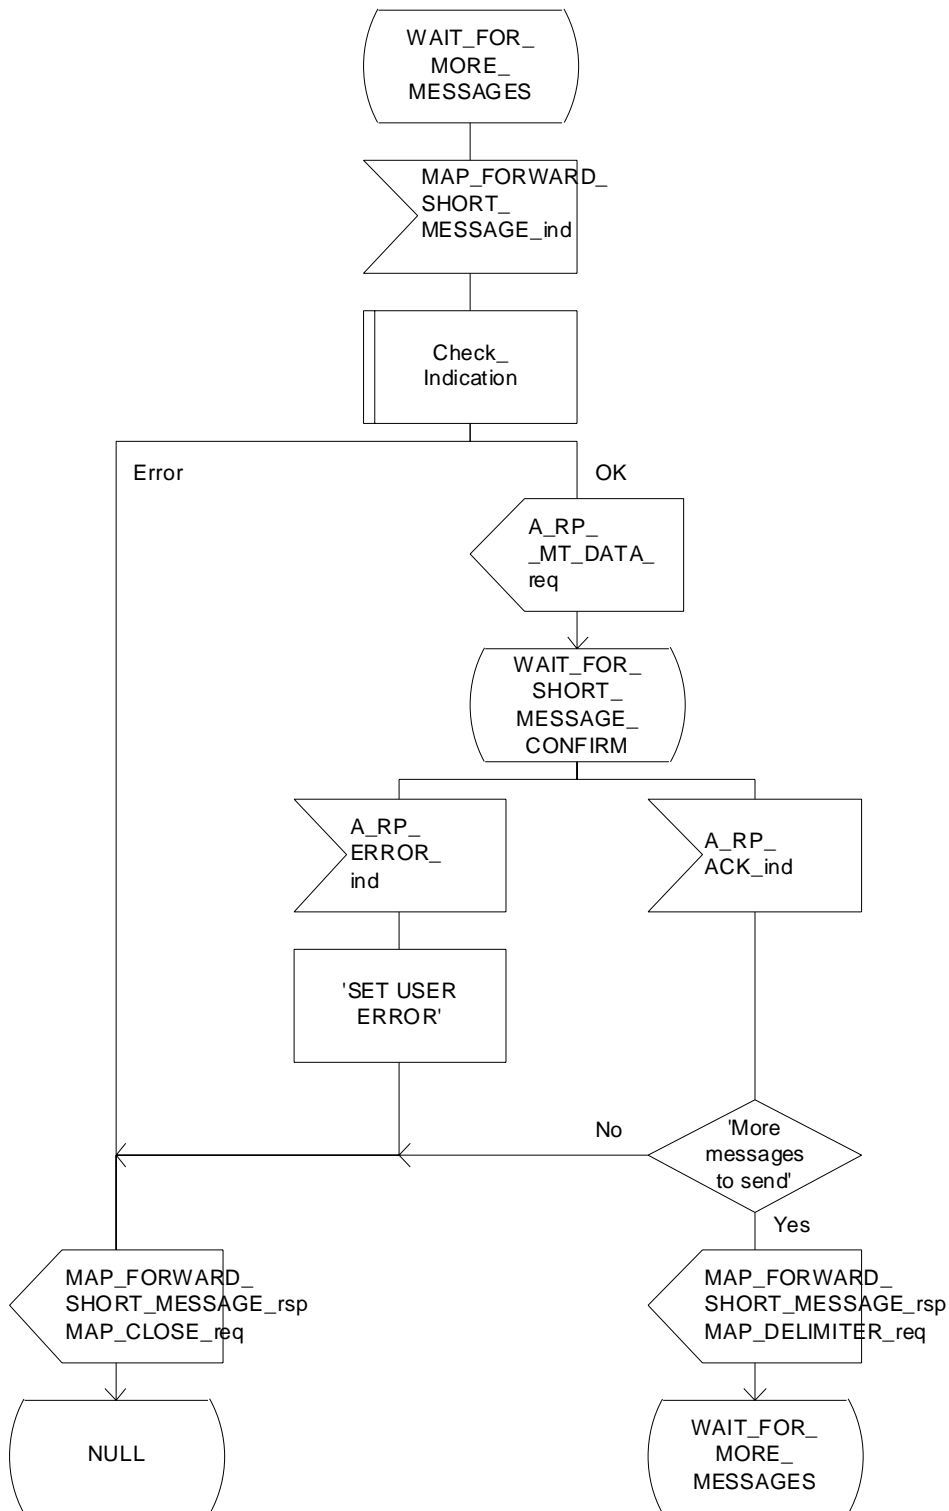 WAIT_FOR_
MORE_
MESSAGES
MAP_FORWARD_
SHORT_
MESSAGE_ind
Check_
Indication
Error
OK
A_RP_
_MT_DATA_
req
WAIT_FOR_
SHORT_
MESSAGE_
CONFIRM
A_RP_
ERROR_
ind
A_RP_
ACK_ind
'SET USER
ERROR'
No
'More
messages
to send'
Yes
MAP_FORWARD_
SHORT_MESSAGE_rsp
MAP_CLOSE_req
MAP_FORWARD_
SHORT_MESSAGE_rsp
MAP_DELIMITER_req
NULL
WAIT_FOR_
MORE_
MESSAGES